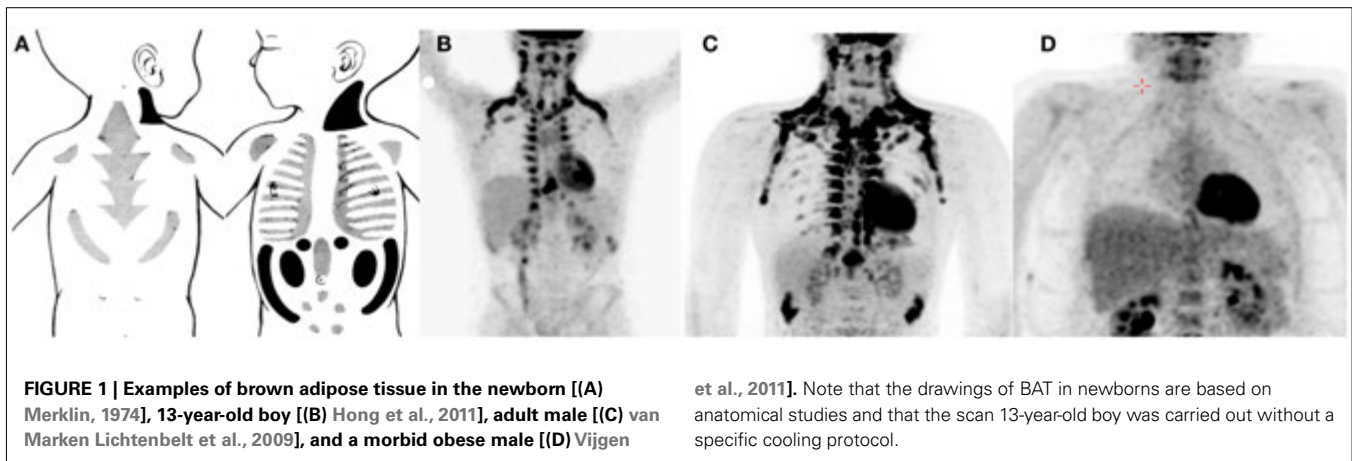 A
B
C
D
FIGURE 1 | Examples of brown adipose tissue in the newborn [(A)
Merklin, 1974], 13-year-old boy [(B) Hong et al., 2011], adult male [(C) van
Marken Lichtenbelt et al., 2009], and a morbid obese male [(D) Vijgen
et al., 2011]. Note that the drawings of BAT in newborns are based on
anatomical studies and that the scan 13-year-old boy was carried out without a
specific cooling protocol.